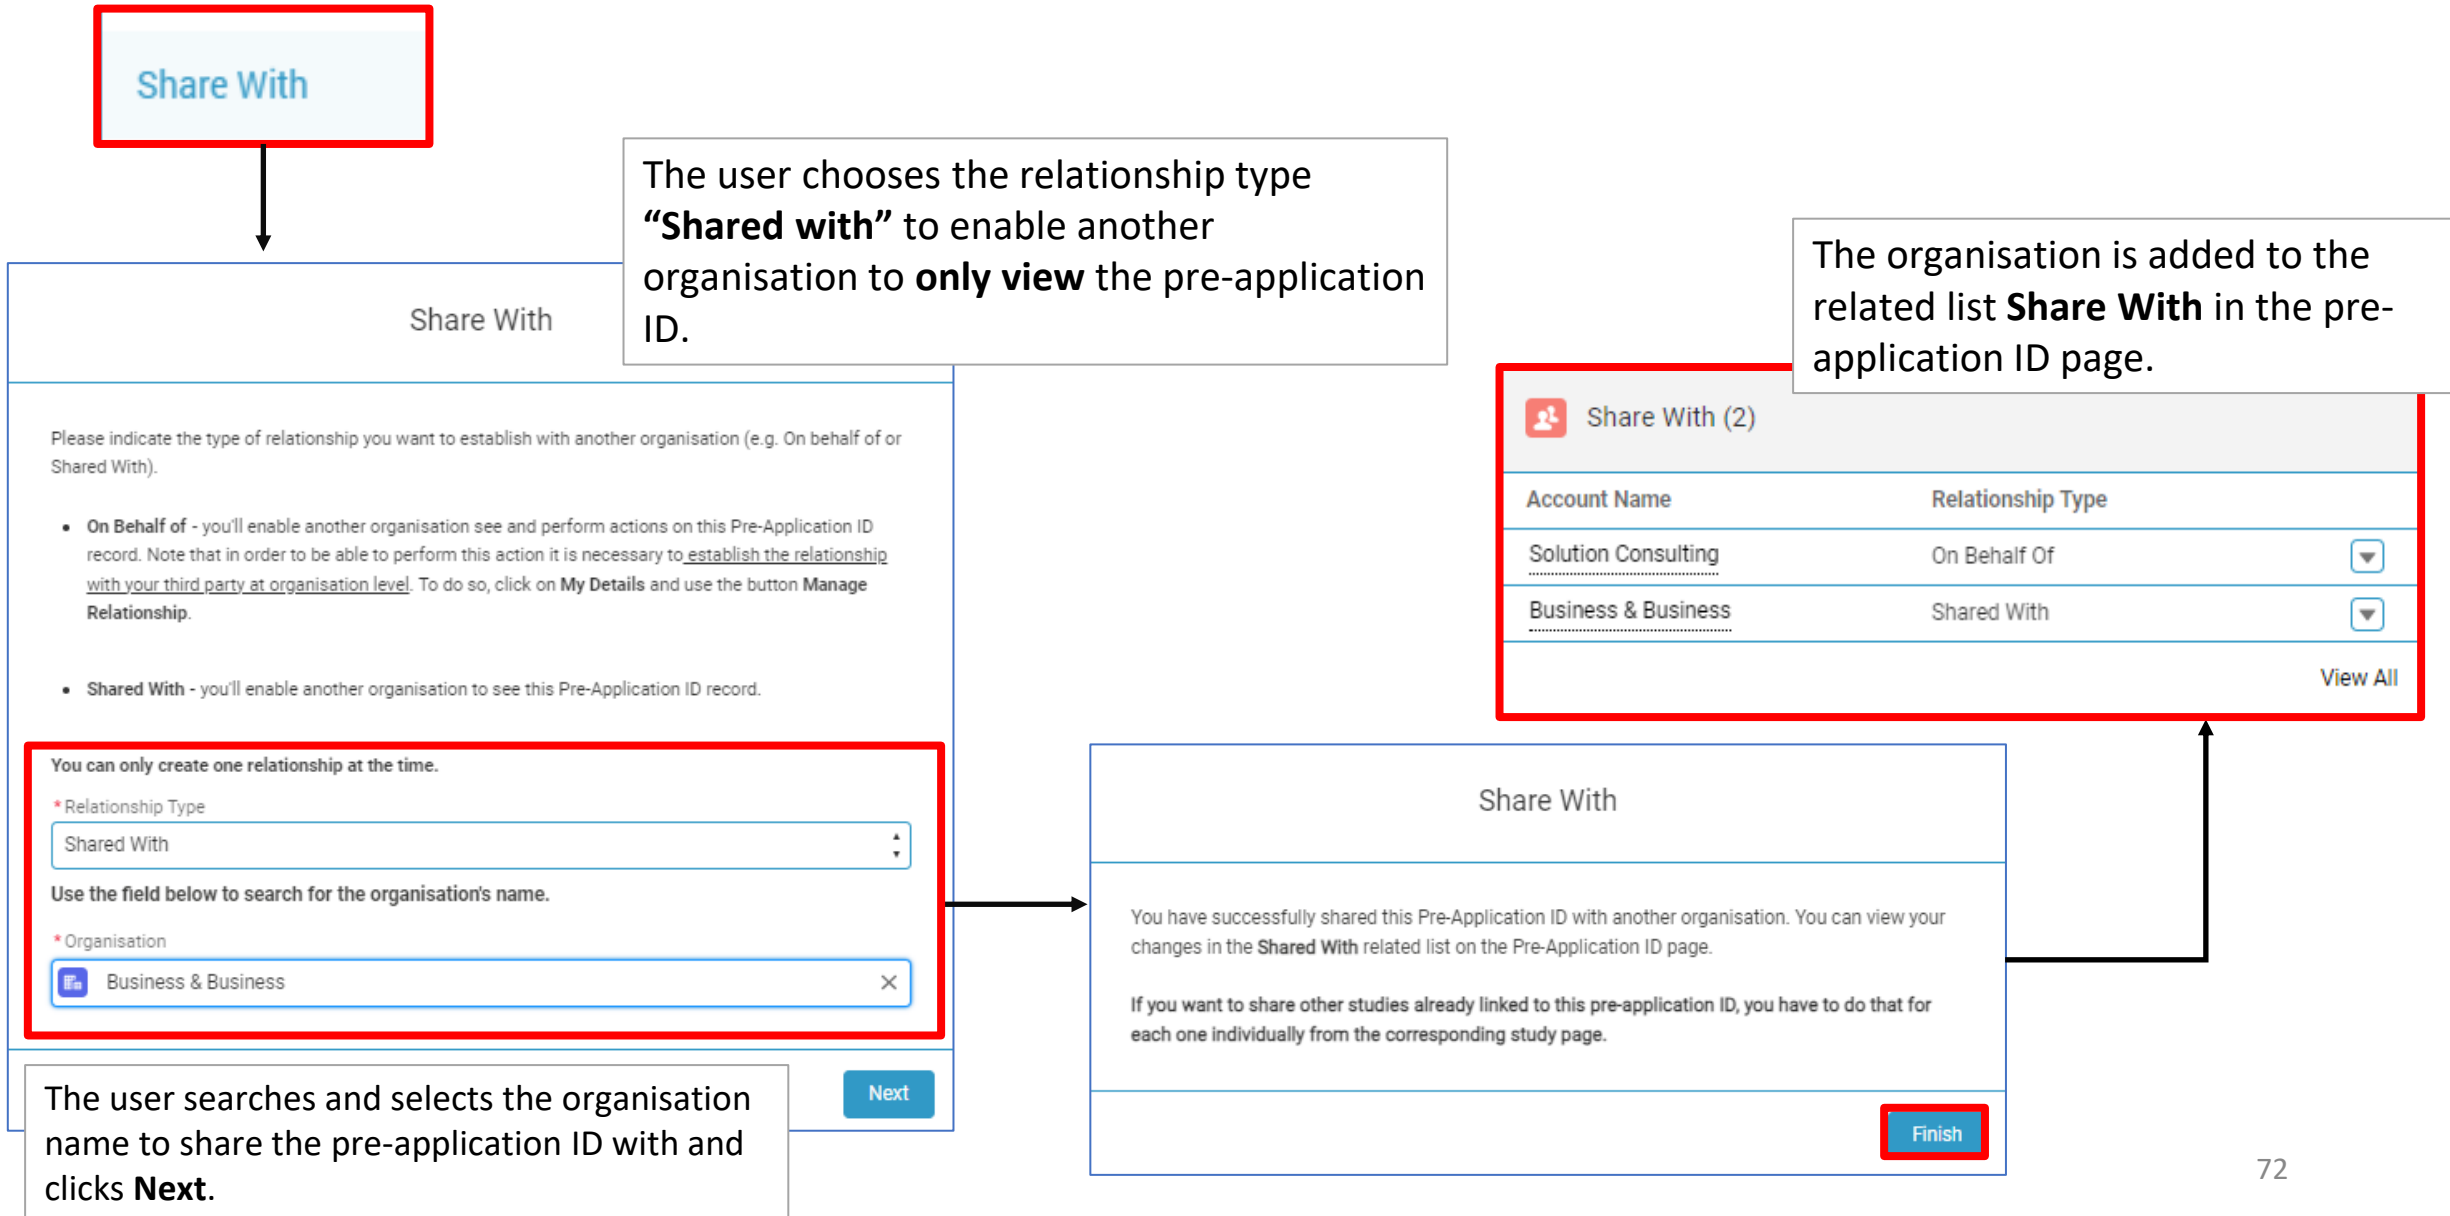 Share With
The user chooses the relationship type
“Shared with” to enable another
organisation to only view the pre-application
ID.
The organisation is added to the
related list Share With in the pre-
application ID page.
Share With
Please indicate the type of relationship you want to establish with another organisation (e.g. On behalf of or
Shared With).
• On Behalf of - you'll enable another organisation see and perform actions on this Pre-Application ID
record. Note that in order to be able to perform this action it is necessary to establish the relationship
with your third party at organisation level. To do so, click on My Details and use the button Manage
Relationship.
• Shared With - you'll enable another organisation to see this Pre-Application ID record.
You can only create one relationship at the time.
*Relationship Type
Shared With
Use the field below to search for the organisation's name.
*Organisation
Business & Business
Next
The user searches and selects the organisation
name to share the pre-application ID with and
clicks Next.
Share With
You have successfully shared this Pre-Application ID with another organisation. You can view your
changes in the Shared With related list on the Pre-Application ID page.
If you want to share other studies already linked to this pre-application ID, you have to do that for
each one individually from the corresponding study page.
Finish
Share With (2)
Account Name Relationship Type
Solution Consulting On Behalf Of
Business & Business Shared With
View All
72